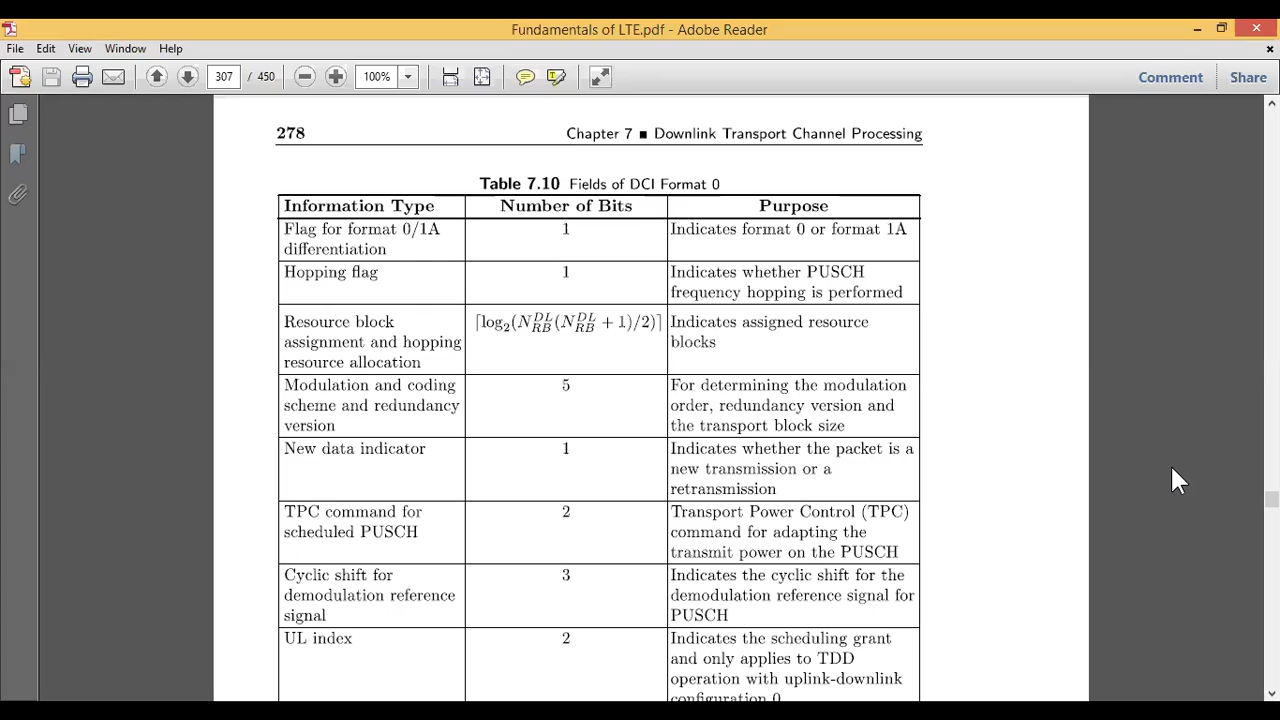 Fundamentals of LTE.pdf - Adobe Reader
File Edit View Window Help
307 / 450 100% Comment Share
278 Chapter 7 ■ Downlink Transport Channel Processing
Table 7.10 Fields of DCI Format 0
Information Type Number of Bits Purpose
Flag for format 0/1A 1 Indicates format 0 or format 1A
differentiation
Hopping flag 1 Indicates whether PUSCH
frequency hopping is performed
Resource block ⌈log₂(N_RB^DL(N_RB^DL + 1)/2)⌉ Indicates assigned resource
assignment and hopping blocks
resource allocation
Modulation and coding 5 For determining the modulation
scheme and redundancy order, redundancy version and
version the transport block size
New data indicator 1 Indicates whether the packet is a
new transmission or a
retransmission
TPC command for 2 Transport Power Control (TPC)
scheduled PUSCH command for adapting the
transmit power on the PUSCH
Cyclic shift for 3 Indicates the cyclic shift for the
demodulation reference demodulation reference signal for
signal PUSCH
UL index 2 Indicates the scheduling grant
and only applies to TDD
operation with uplink-downlink
configuration 0